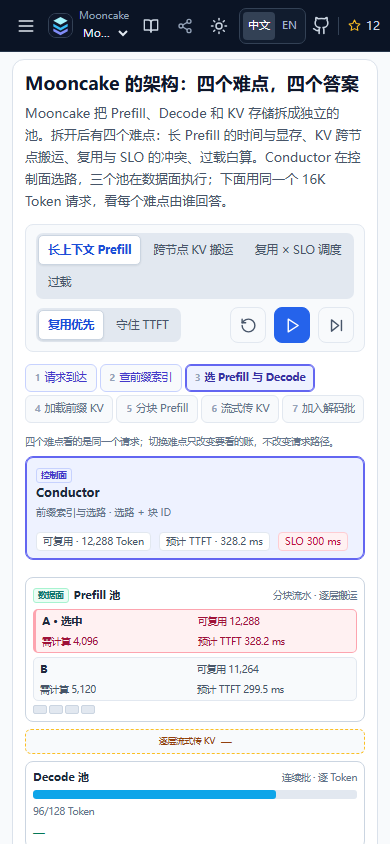 Mooncake
Mo...
中文
EN
12
Mooncake 的架构：四个难点，四个答案
Mooncake 把 Prefill、Decode 和 KV 存储拆成独立的
池。拆开后有四个难点：长 Prefill 的时间与显存、KV 跨节
点搬运、复用与 SLO 的冲突、过载白算。Conductor 在控
制面选路，三个池在数据面执行；下面用同一个 16K
Token 请求，看每个难点由谁回答。
长上下文 Prefill
跨节点 KV 搬运
复用 × SLO 调度
过载
复用优先
守住 TTFT
1 请求到达
2 查前缀索引
3 选 Prefill 与 Decode
4 加载前缀 KV
5 分块 Prefill
6 流式传 KV
7 加入解码批
四个难点看的是同一个请求；切换难点只改变要看的账，不改变请求路径。
控制面
Conductor
前缀索引与选路 · 选路 + 块 ID
可复用 · 12,288 Token
预计 TTFT · 328.2 ms
SLO 300 ms
数据面 Prefill 池
分块流水 · 逐层搬运
A · 选中
可复用 12,288
需计算 4,096
预计 TTFT 328.2 ms
B
可复用 11,264
需计算 5,120
预计 TTFT 299.5 ms
逐层流式传 KV —
Decode 池
连续批 · 逐 Token
96/128 Token
—